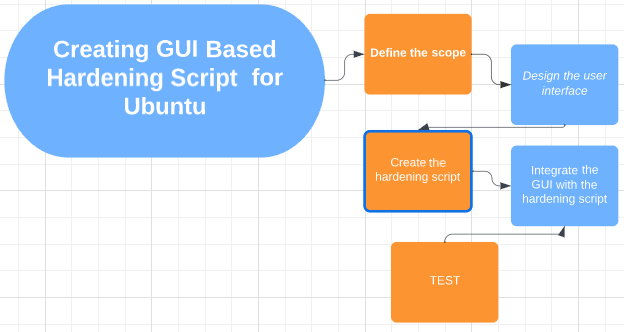 Creating GUI Based
Hardening Script for
Ubuntu
Define the scope
Design the user
interface
Create the
hardening script
Integrate the
GUI with the
hardening script
TEST